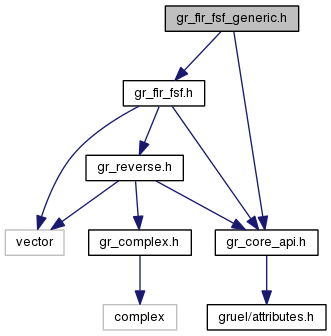 gr_fir_fsf_generic.h
gr_fir_fsf.h
gr_reverse.h
vector
gr_complex.h
gr_core_api.h
complex
gruel/attributes.h